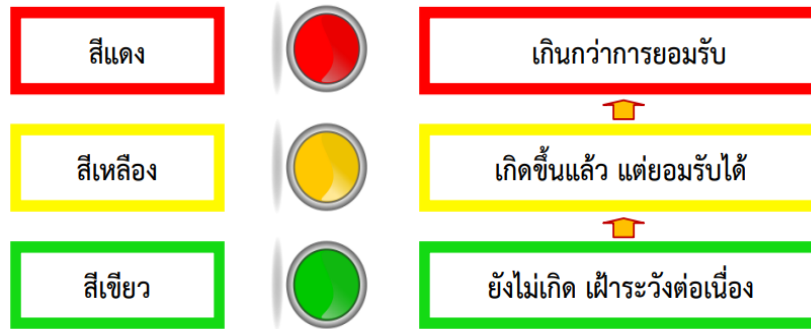 สีแดง
เกินกว่าการยอมรับ
สีเหลือง
เกิดขึ้นแล้ว แต่ยอมรับได้
สีเขียว
ยังไม่เกิด เฝ้าระวังต่อเนื่อง